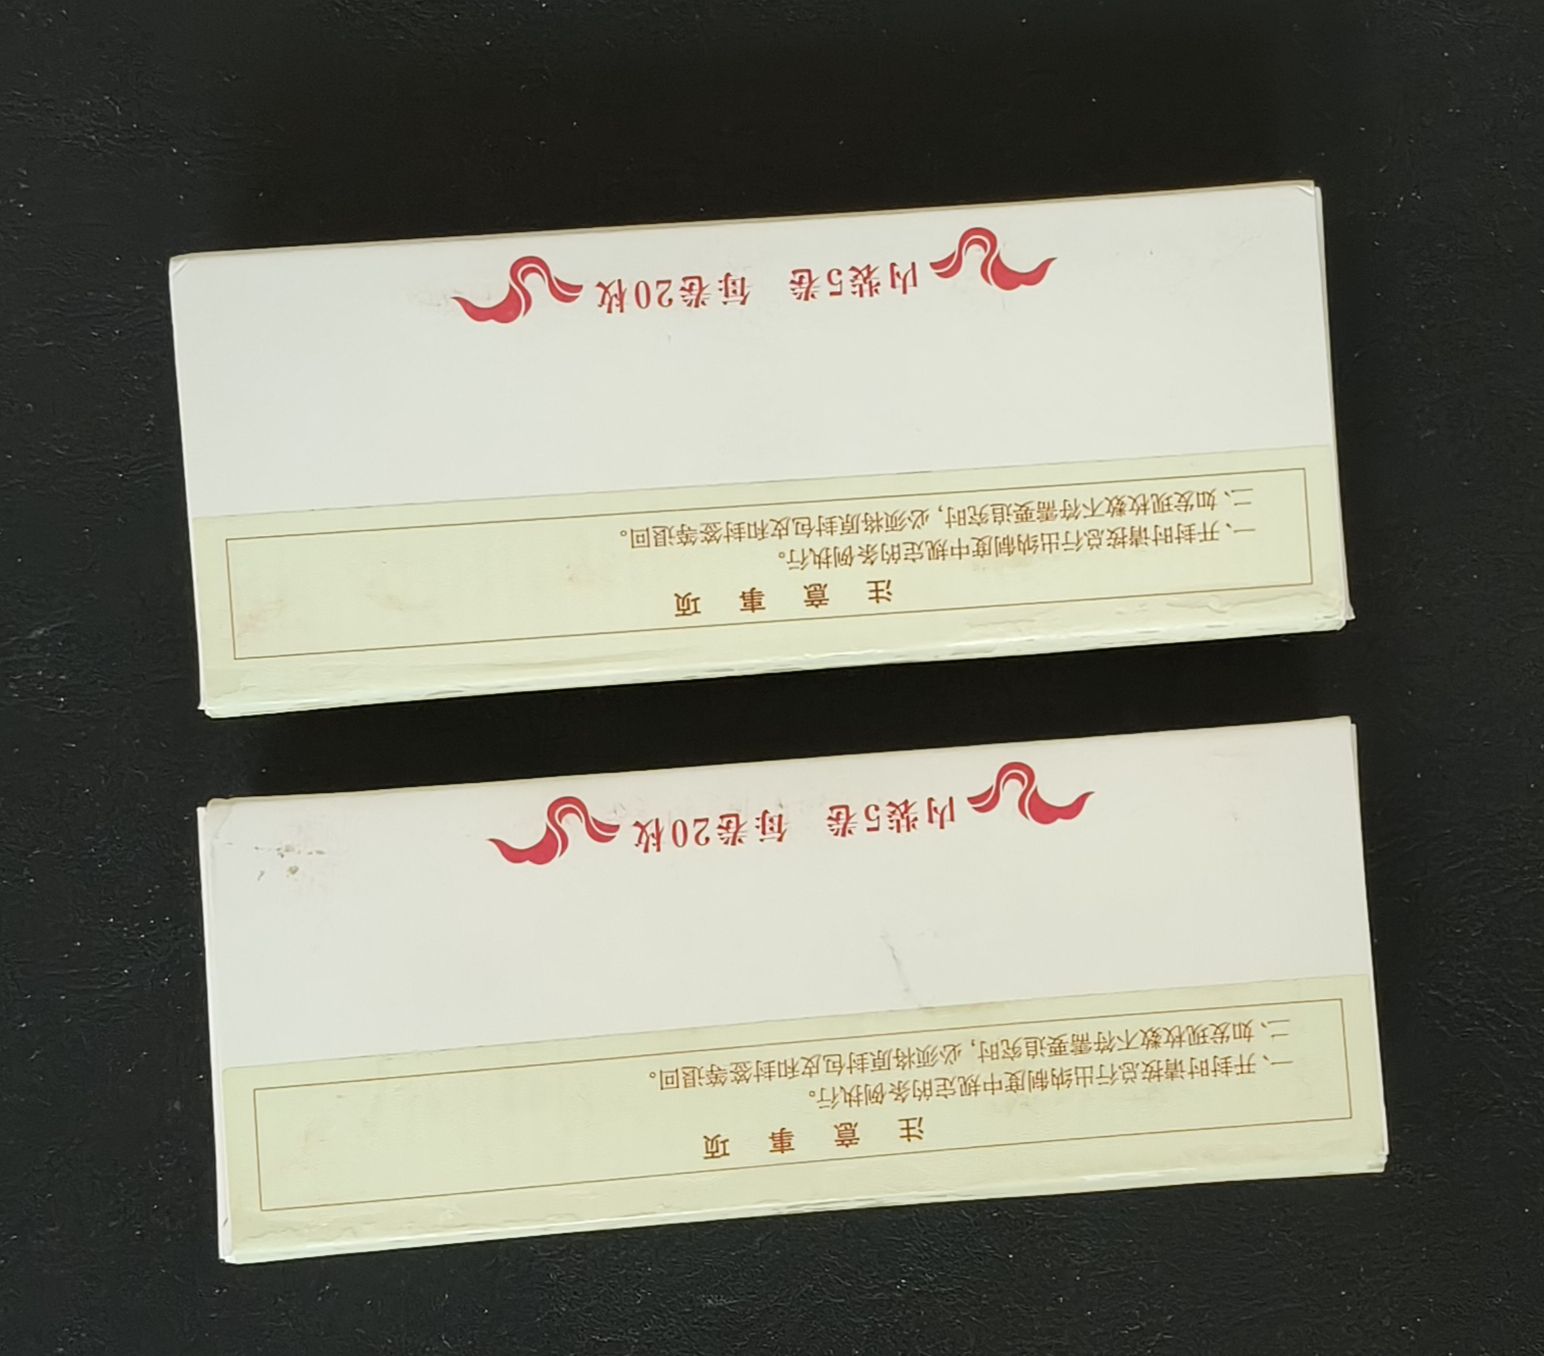 注意事项
一、开封时请按总行出纳制度中规定的条例执行。
二、如发现枚数不符需要追究时，必须将原封包皮和封签等退回。
内装5卷 每卷20枚
注意事项
一、开封时请按总行出纳制度中规定的条例执行。
二、如发现枚数不符需要追究时，必须将原封包皮和封签等退回。
内装5卷 每卷20枚